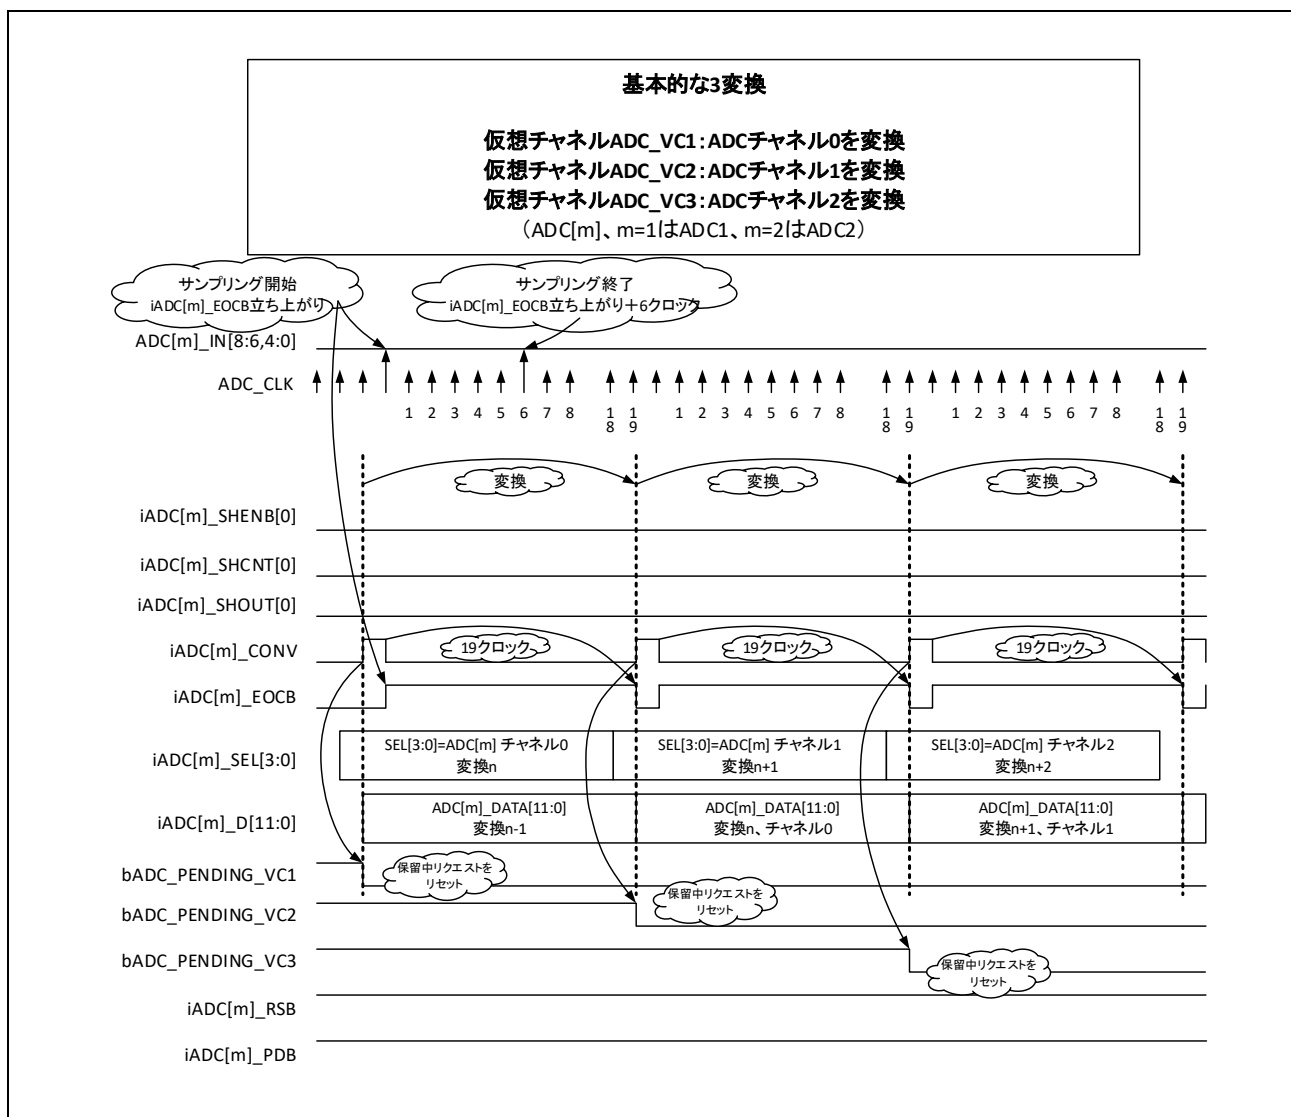 基本的な3変換
仮想チャネルADC_VC1：ADCチャネル0を変換
仮想チャネルADC_VC2：ADCチャネル1を変換
仮想チャネルADC_VC3：ADCチャネル2を変換
（ADC[m]、m=1はADC1、m=2はADC2）
サンプリング開始
iADC[m]_EOCB立ち上がり
サンプリング終了
iADC[m]_EOCB立ち上がり＋6クロック
ADC[m]_IN[8:6,4:0]
ADC_CLK
1 2 3 4 5 6 7 8 18 19 1 2 3 4 5 6 7 8 18 19 1 2 3 4 5 6 7 8 18 19
変換 変換 変換
iADC[m]_SHENB[0]
iADC[m]_SHCNT[0]
iADC[m]_SHOUT[0]
iADC[m]_CONV
19クロック 19クロック 19クロック
iADC[m]_EOCB
iADC[m]_SEL[3:0]
SEL[3:0]=ADC[m] チャネル0
変換n
SEL[3:0]=ADC[m] チャネル1
変換n+1
SEL[3:0]=ADC[m] チャネル2
変換n+2
iADC[m]_D[11:0]
ADC[m]_DATA[11:0]
変換n-1
ADC[m]_DATA[11:0]
変換n、チャネル0
ADC[m]_DATA[11:0]
変換n+1、チャネル1
bADC_PENDING_VC1
保留中リクエストを
リセット
bADC_PENDING_VC2
保留中リクエストを
リセット
bADC_PENDING_VC3
保留中リクエストを
リセット
iADC[m]_RSB
iADC[m]_PDB